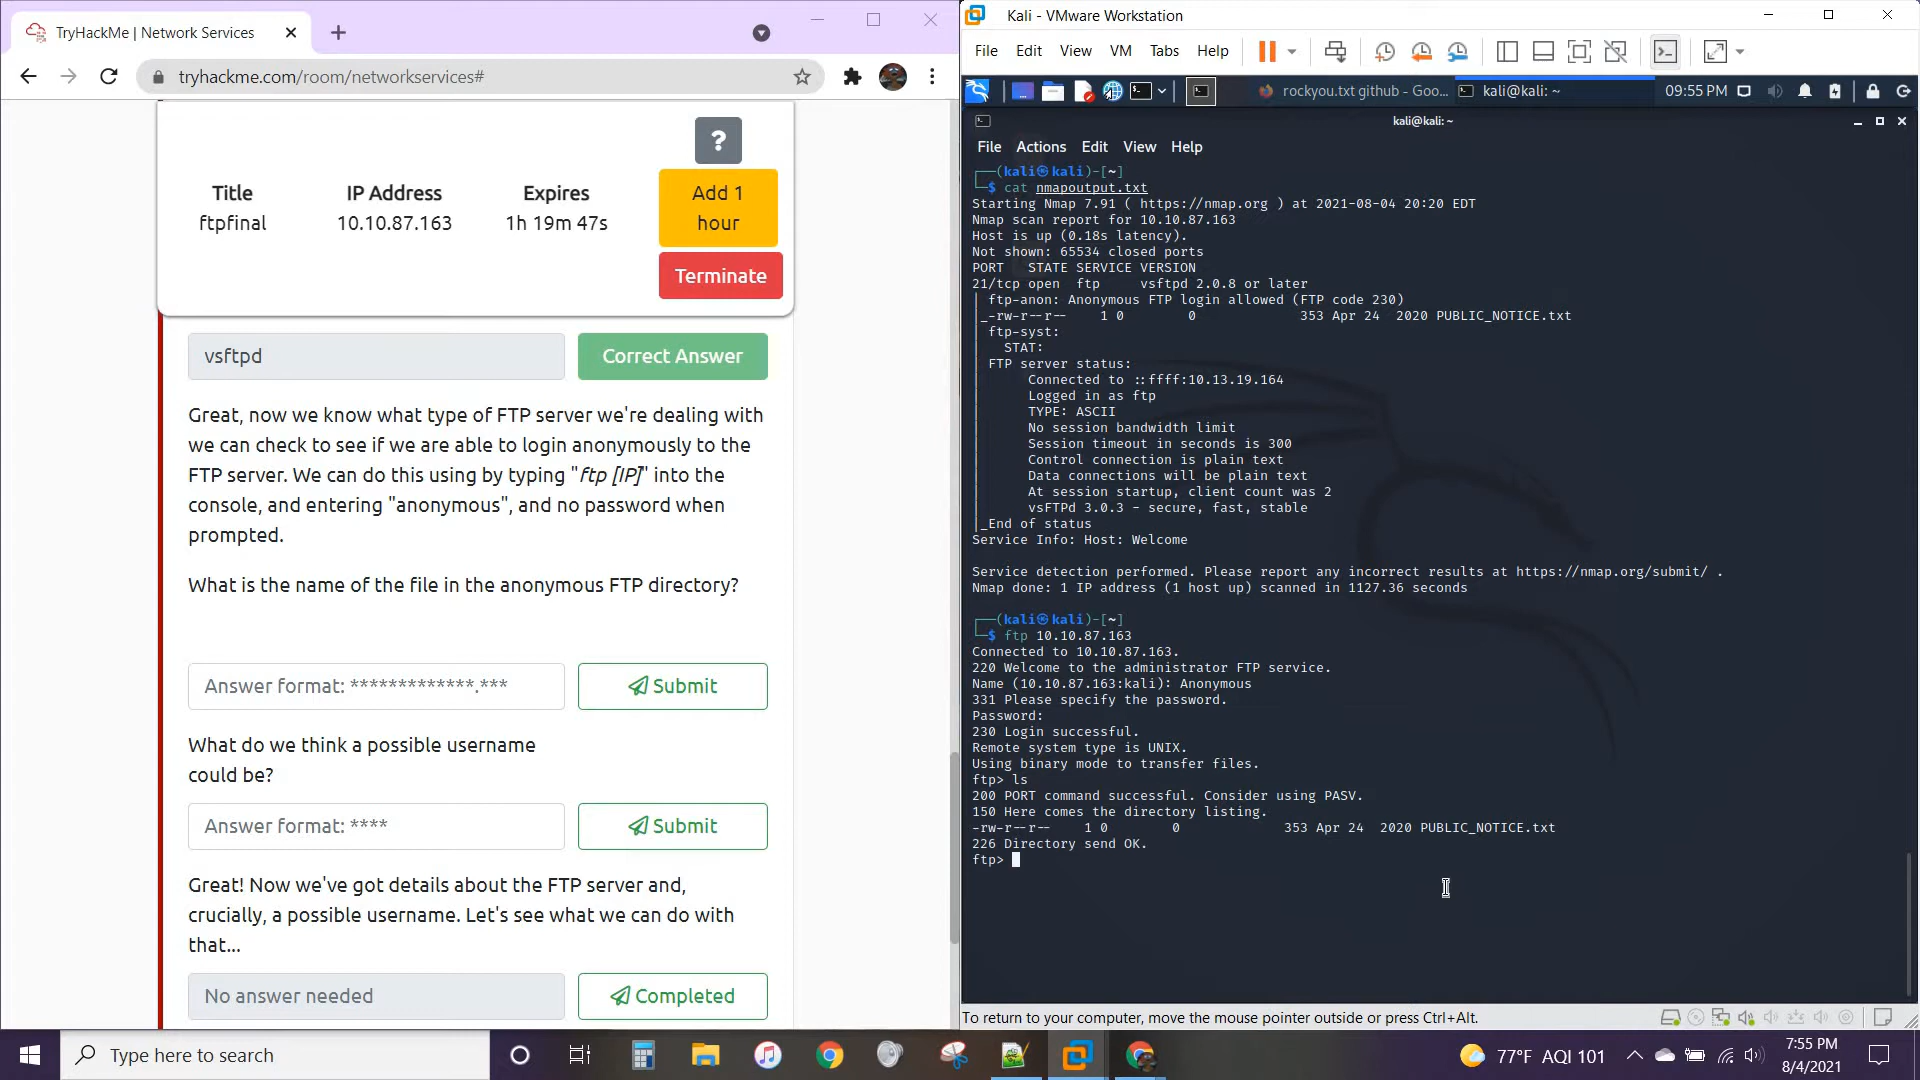 TryHackMe | Network Services
tryhackme.com/room/networkservices#
?
Title
IP Address
Expires
Add 1
hour
ftpfinal
10.10.87.163
1h 19m 47s
Terminate
vsftpd
Correct Answer
Great, now we know what type of FTP server we're dealing with
we can check to see if we are able to login anonymously to the
FTP server. We can do this using by typing "ftp [IP]" into the
console, and entering "anonymous", and no password when
prompted.
What is the name of the file in the anonymous FTP directory?
Answer format: *************.***
Submit
What do we think a possible username
could be?
Answer format: ****
Submit
Great! Now we've got details about the FTP server and,
crucially, a possible username. Let's see what we can do with
that...
No answer needed
Completed
Kali - VMware Workstation
File Edit View VM Tabs Help
rockyou.txt github - Goo...
kali@kali: ~
09:55 PM
kali@kali: ~
File Actions Edit View Help
┌──(kali㉿kali)-[~]
└─$ cat nmapoutput.txt
Starting Nmap 7.91 ( https://nmap.org ) at 2021-08-04 20:20 EDT
Nmap scan report for 10.10.87.163
Host is up (0.18s latency).
Not shown: 65534 closed ports
PORT   STATE SERVICE VERSION
21/tcp open  ftp     vsftpd 2.0.8 or later
| ftp-anon: Anonymous FTP login allowed (FTP code 230)
|_-rw-r--r--    1 0        0             353 Apr 24  2020 PUBLIC_NOTICE.txt
| ftp-syst:
|   STAT:
| FTP server status:
|      Connected to ::ffff:10.13.19.164
|      Logged in as ftp
|      TYPE: ASCII
|      No session bandwidth limit
|      Session timeout in seconds is 300
|      Control connection is plain text
|      Data connections will be plain text
|      At session startup, client count was 2
|      vsFTPd 3.0.3 - secure, fast, stable
|_End of status
Service Info: Host: Welcome
Service detection performed. Please report any incorrect results at https://nmap.org/submit/ .
Nmap done: 1 IP address (1 host up) scanned in 1127.36 seconds
┌──(kali㉿kali)-[~]
└─$ ftp 10.10.87.163
Connected to 10.10.87.163.
220 Welcome to the administrator FTP service.
Name (10.10.87.163:kali): Anonymous
331 Please specify the password.
Password:
230 Login successful.
Remote system type is UNIX.
Using binary mode to transfer files.
ftp> ls
200 PORT command successful. Consider using PASV.
150 Here comes the directory listing.
-rw-r--r--    1 0        0             353 Apr 24  2020 PUBLIC_NOTICE.txt
226 Directory send OK.
ftp>
To return to your computer, move the mouse pointer outside or press Ctrl+Alt.
Type here to search
77°F AQI 101
7:55 PM
8/4/2021